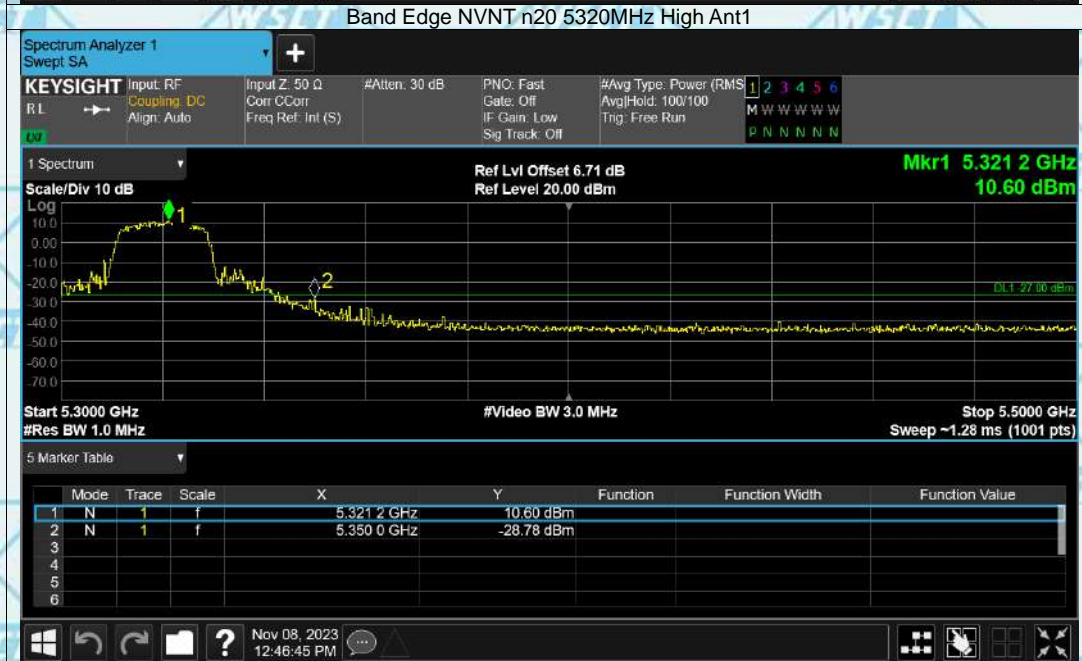 Band Edge NVNT n20 5320MHz High Ant1
Spectrum Analyzer 1
Swept SA
+
KEYSIGHT Input: RF Input Z: 50 Ω #Atten: 30 dB PNO: Fast #Avg Type: Power (RMS 1 2 3 4 5 6
R L Coupling: DC Corr CCorr Gate: Off Avg|Hold: 100/100 M W W W W W
Align: Auto Freq Ref: Int (S) IF Gain: Low Trig: Free Run
LXI Sig Track: Off P N N N N N
1 Spectrum Ref Lvl Offset 6.71 dB Mkr1 5.321 2 GHz
Scale/Div 10 dB Ref Level 20.00 dBm 10.60 dBm
Log
10.0
0.00
-10.0
-20.0
-30.0
-40.0
-50.0
-60.0
-70.0
1
2
DL1 -27.00 dBm
Start 5.3000 GHz #Video BW 3.0 MHz Stop 5.5000 GHz
#Res BW 1.0 MHz Sweep ~1.28 ms (1001 pts)
5 Marker Table
Mode Trace Scale X Y Function Function Width Function Value
1 N 1 f 5.321 2 GHz 10.60 dBm
2 N 1 f 5.350 0 GHz -28.78 dBm
3
4
5
6
? Nov 08, 2023
12:46:45 PM